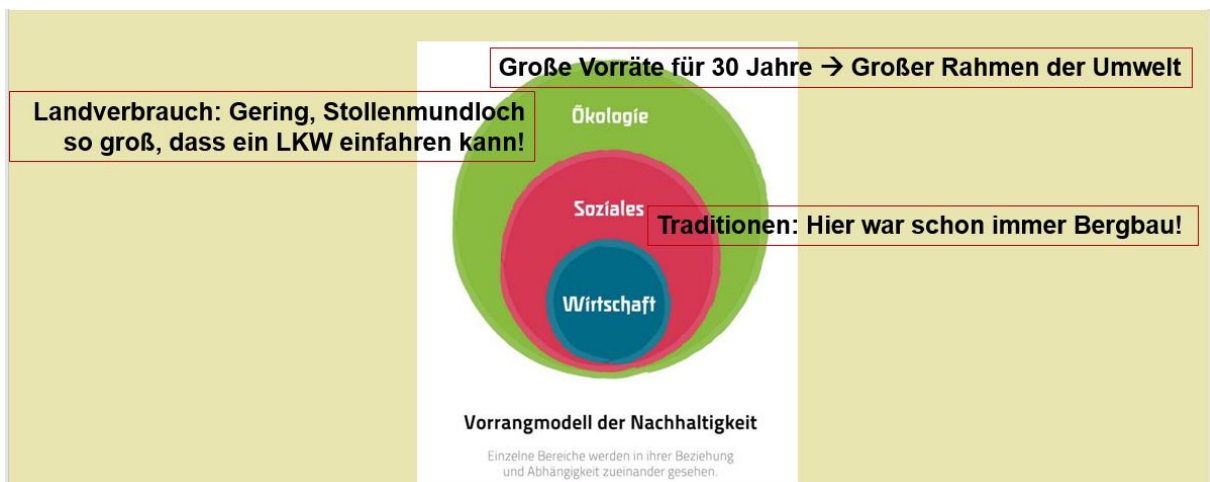 Große Vorräte für 30 Jahre → Großer Rahmen der Umwelt
Landverbrauch: Gering, Stollenmundloch
so groß, dass ein LKW einfahren kann!
Ökologie
Soziales
Traditionen: Hier war schon immer Bergbau!
Wirtschaft
Vorrangmodell der Nachhaltigkeit
Einzelne Bereiche werden in ihrer Beziehung
und Abhängigkeit zueinander gesehen.